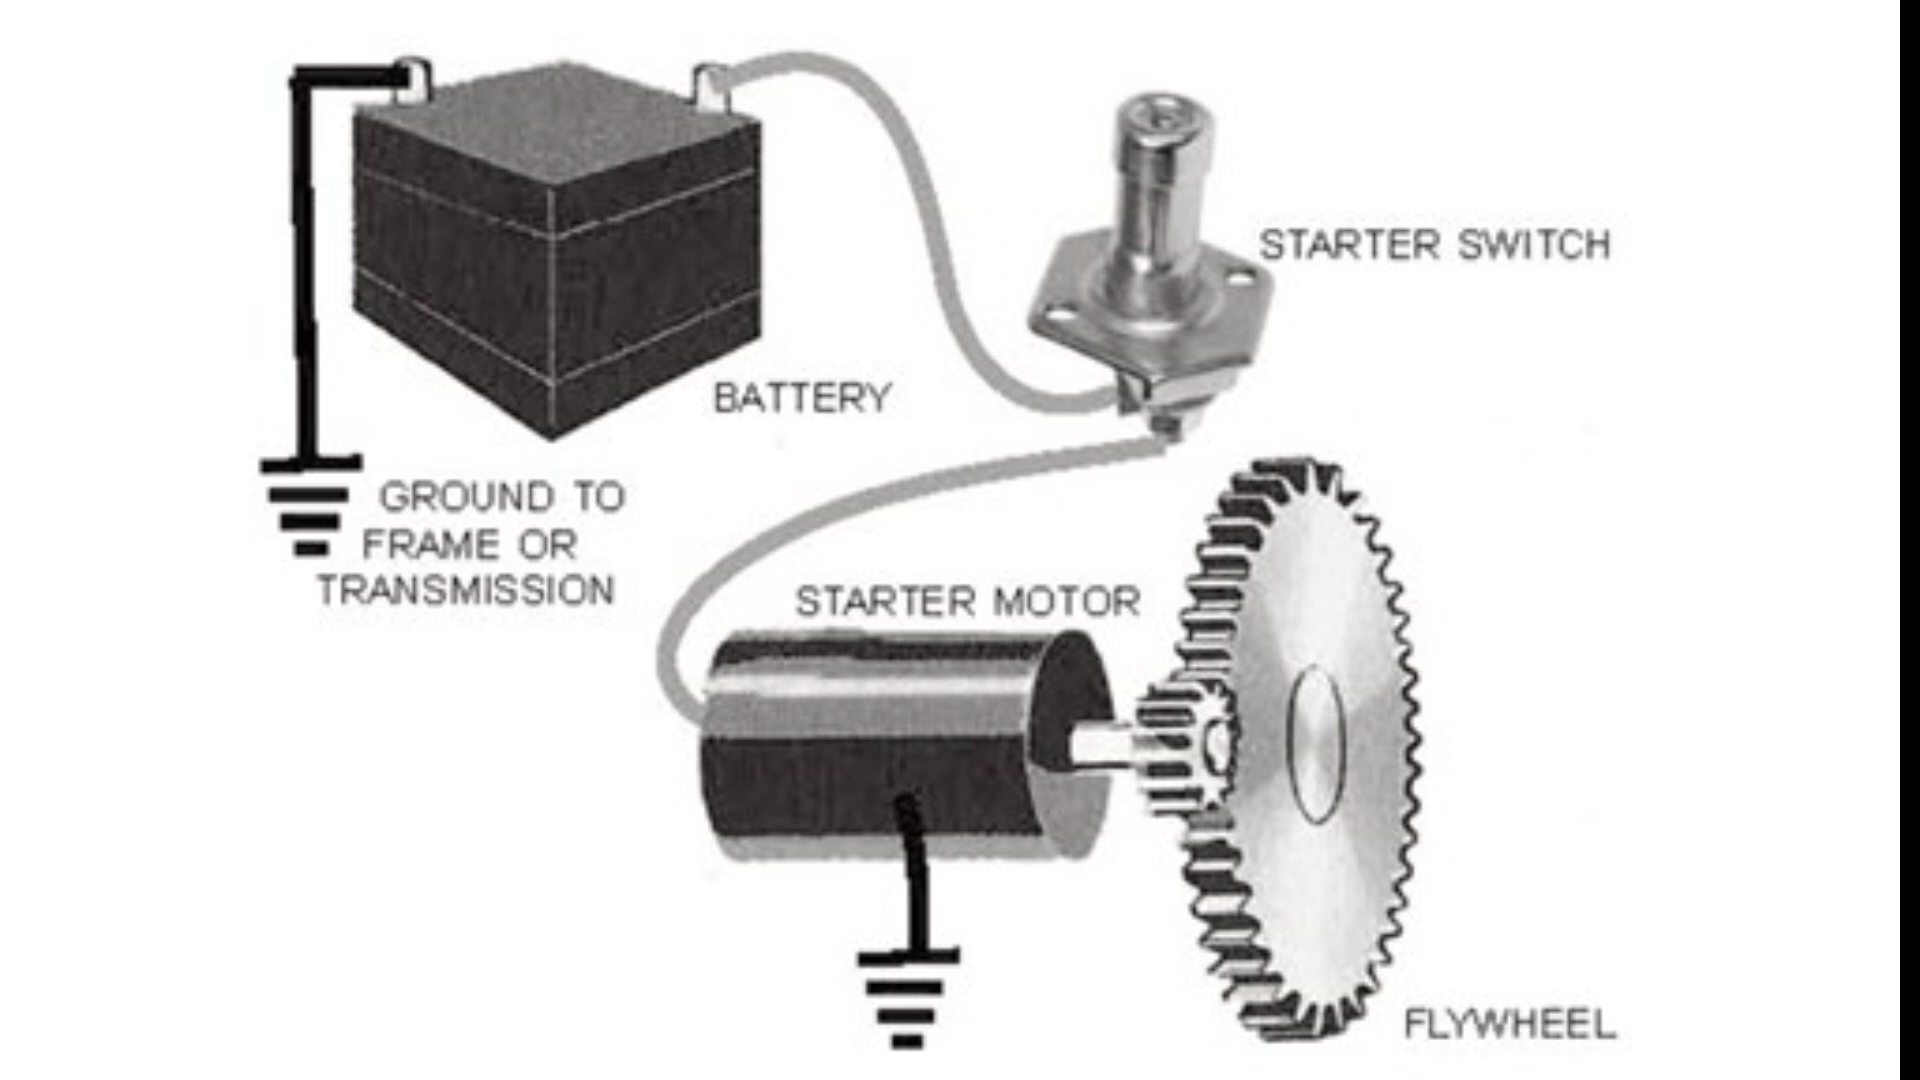 STARTER SWITCH
BATTERY
GROUND TO
FRAME OR
TRANSMISSION
STARTER MOTOR
FLYWHEEL